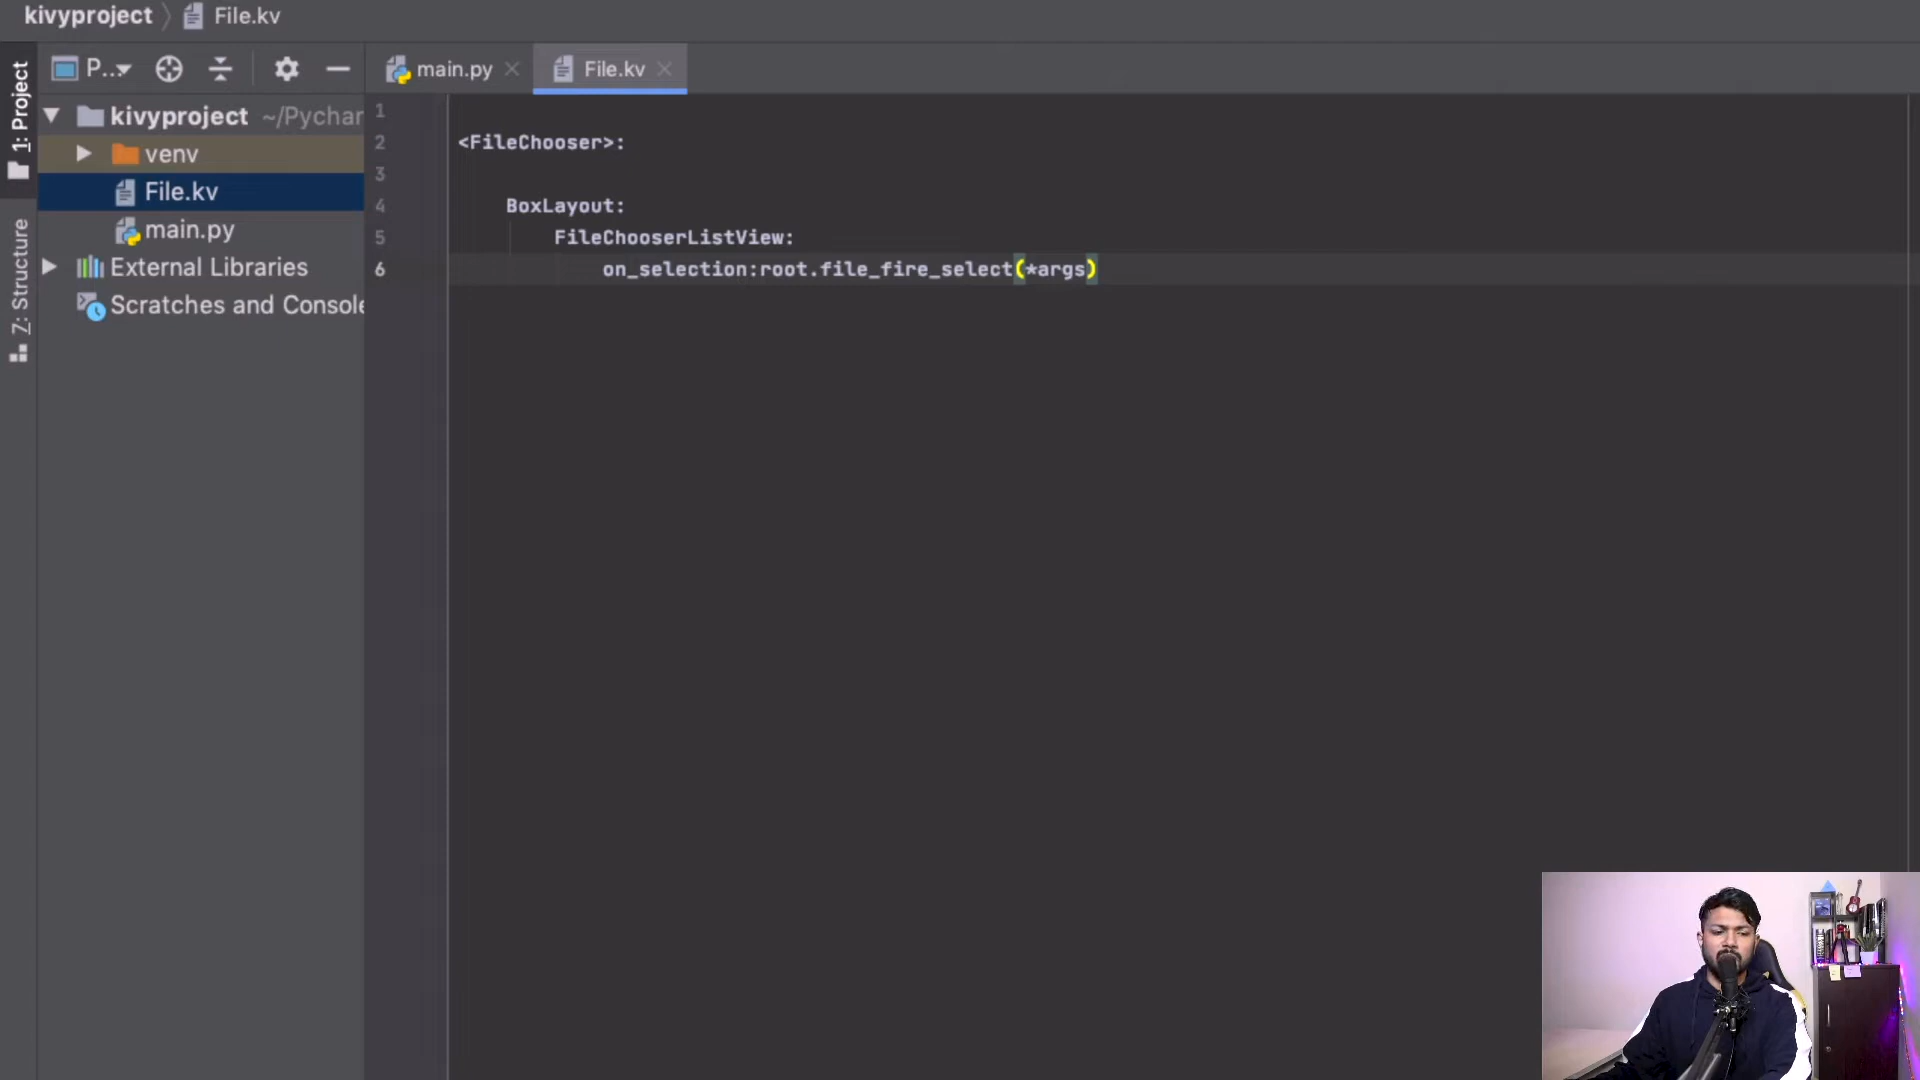 kivyproject File.kv
1: Project
P..
main.py
File.kv
kivyproject ~/Pychar
venv
File.kv
main.py
External Libraries
Scratches and Console
Z: Structure
1
2 <FileChooser>:
3
4 BoxLayout:
5 FileChooserListView:
6 on_selection:root.file_fire_select(*args)